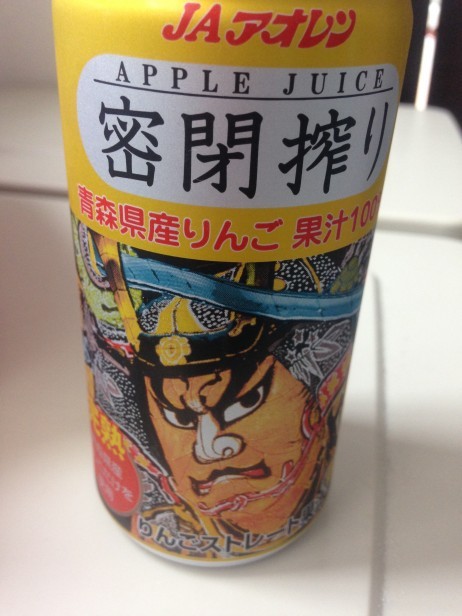 JAアオレン
APPLE JUICE
密閉搾り
青森県産りんご 果汁100
熟
りんごストレート